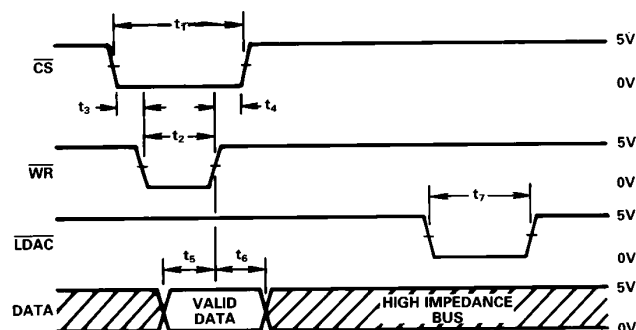 t1
5V
CS
0V
t3
t4
t2
5V
WR
0V
t7
5V
LDAC
0V
t5
t6
5V
DATA
VALID
DATA
HIGH IMPEDANCE
BUS
0V